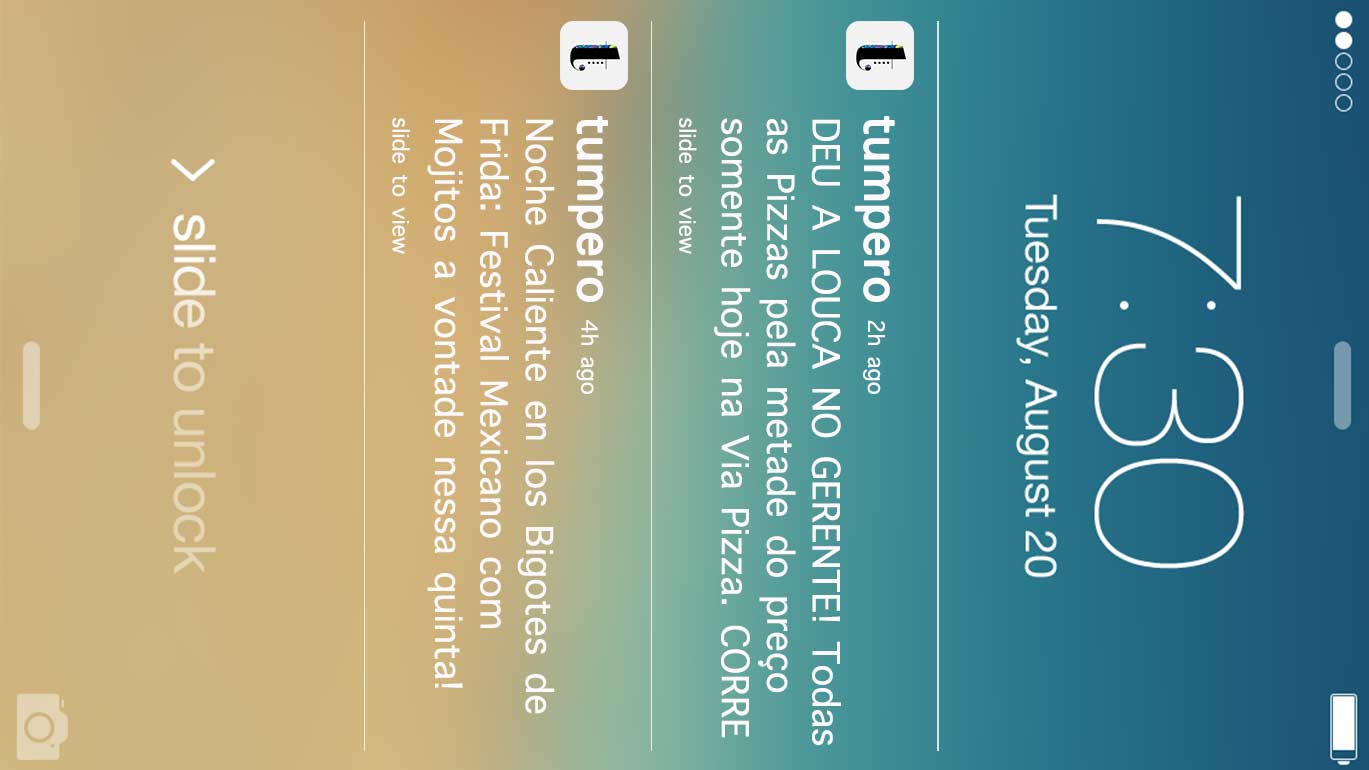 7:30
Tuesday, August 20
tumpero 2h ago
DEU A LOUCA NO GERENTE! Todas
as Pizzas pela metade do preço
somente hoje na Via Pizza. CORRE
slide to view
tumpero 4h ago
Noche Caliente en los Bigotes de
Frida: Festival Mexicano com
Mojitos a vontade nessa quinta!
slide to view
slide to unlock